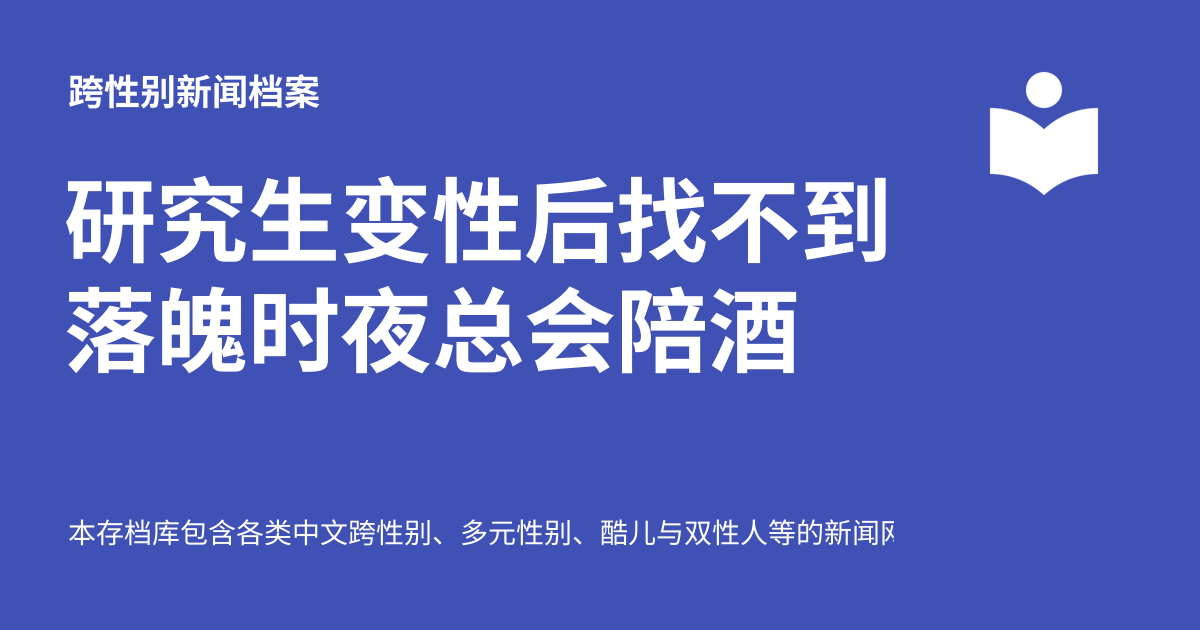 跨性别新闻档案
研究生变性后找不到
落魄时夜总会陪酒
本存档库包含各类中文跨性别、多元性别、酷儿与双性人等的新闻网